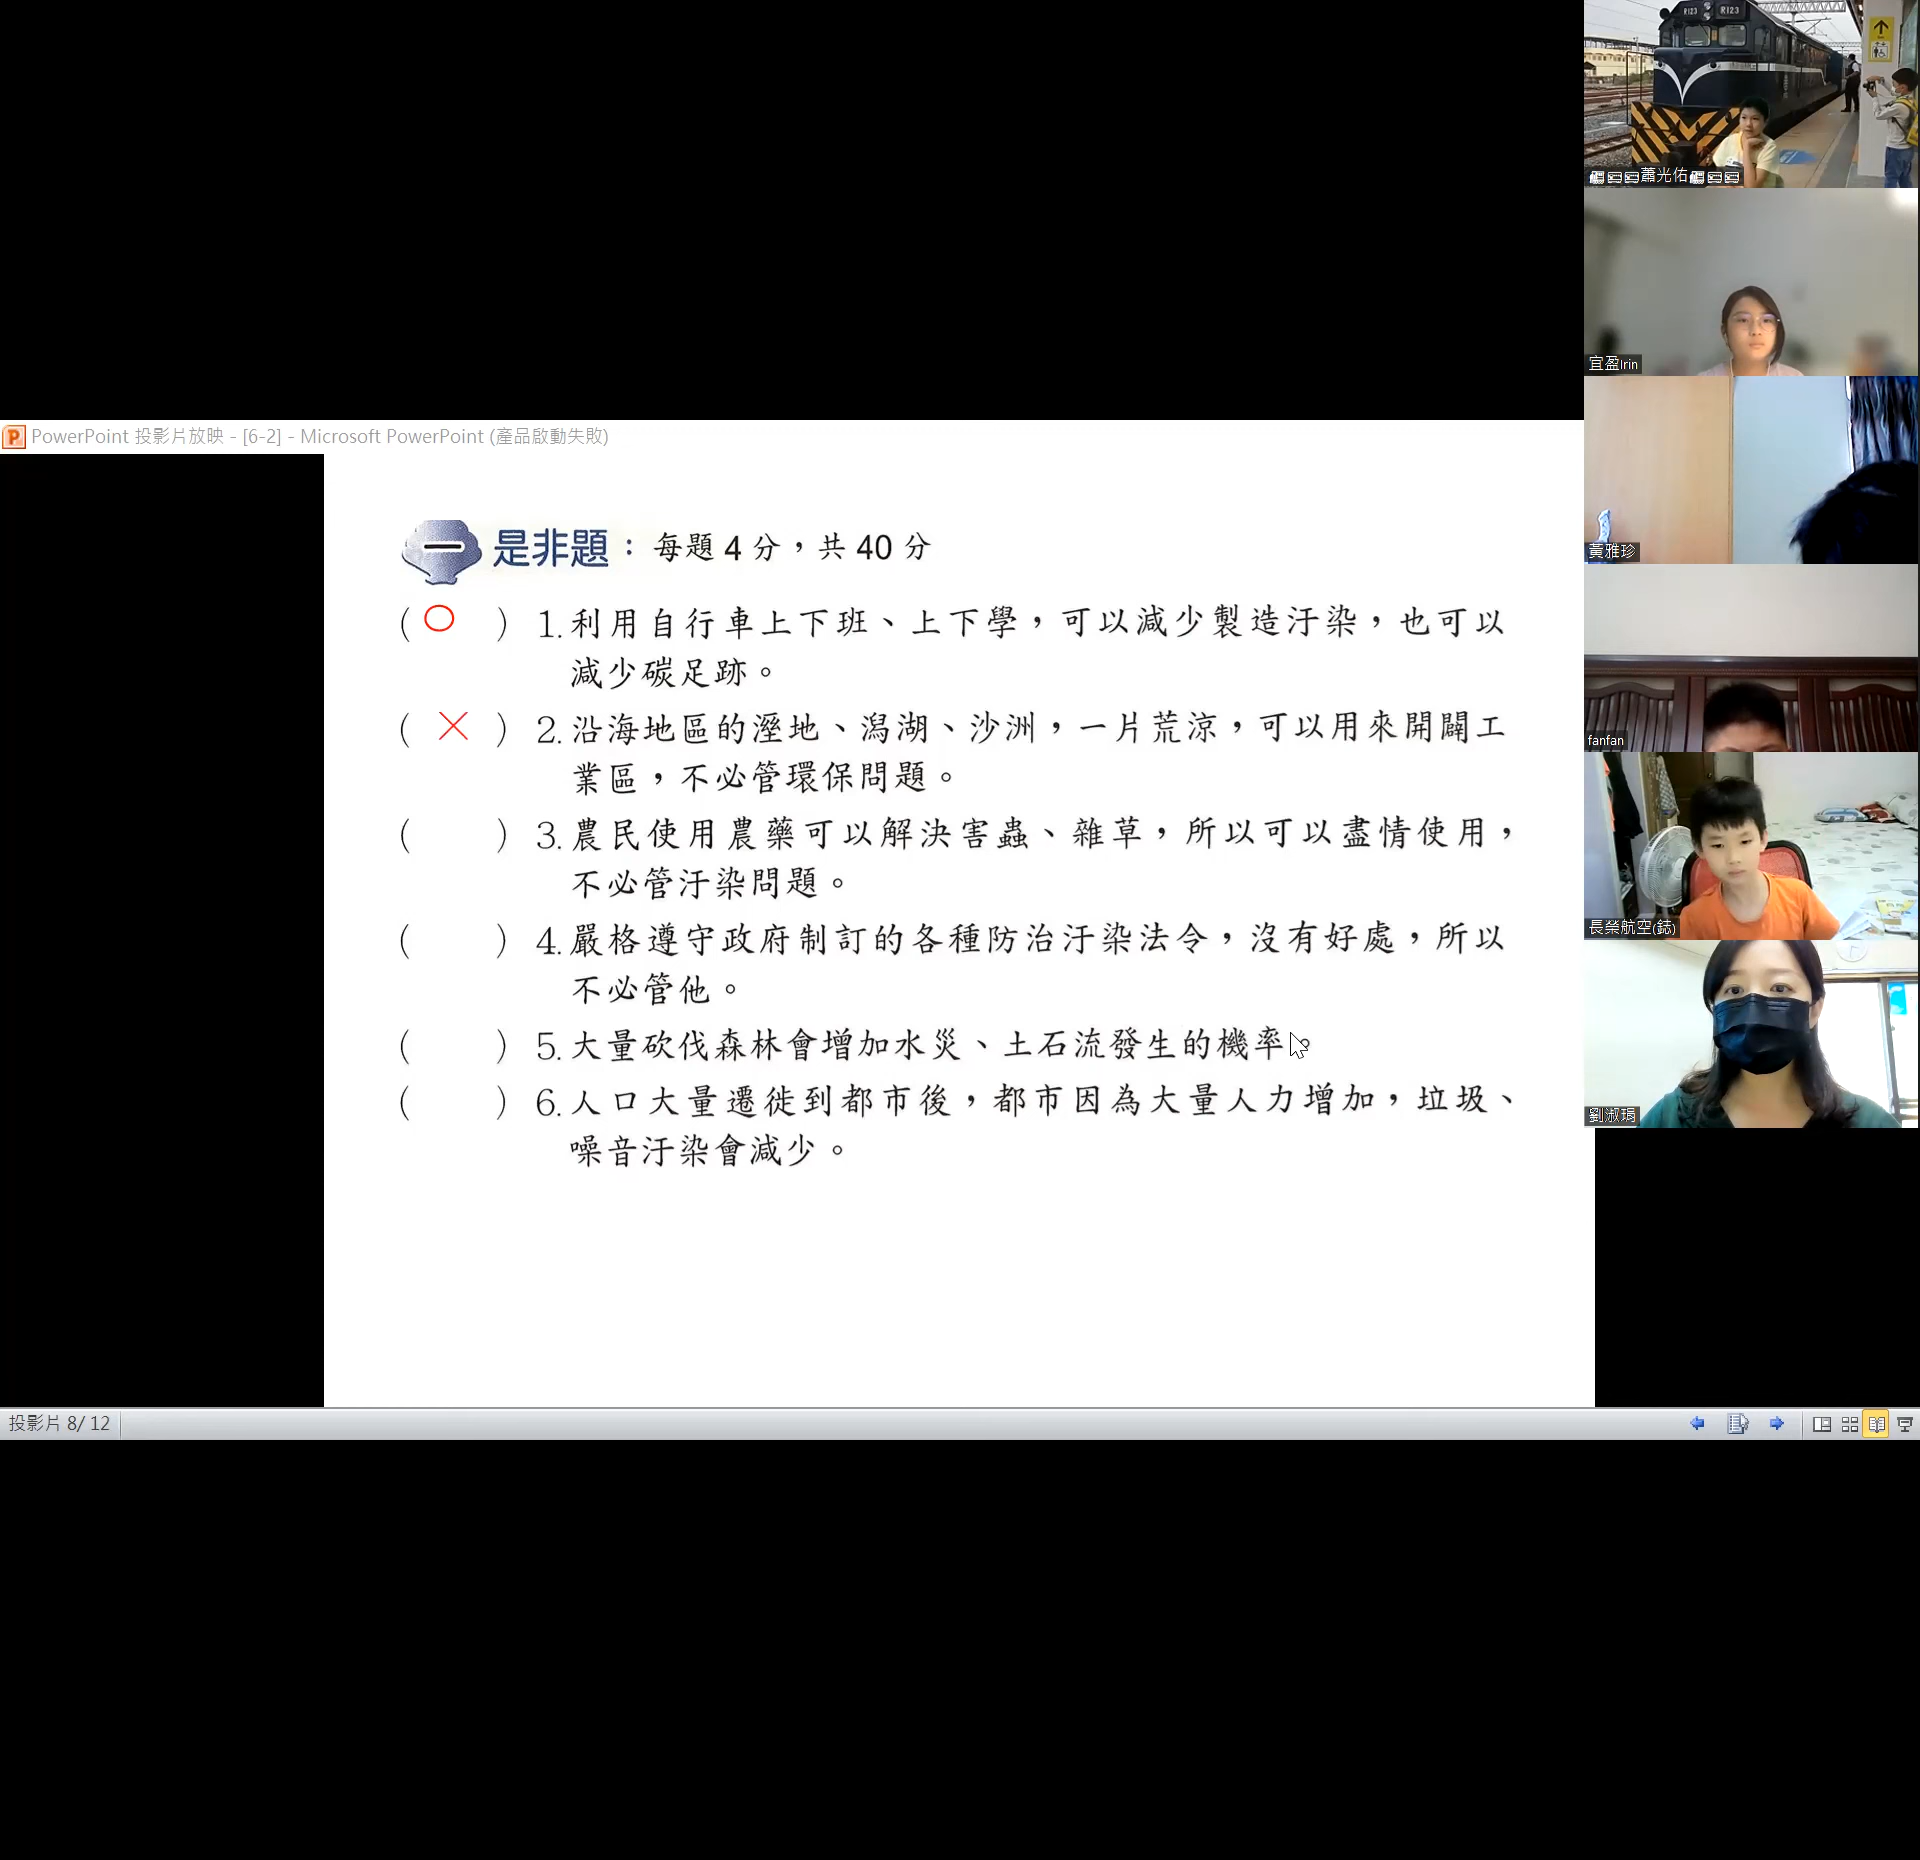 PowerPoint 投影片放映 - [6-2] - Microsoft PowerPoint (產品啟動失敗)
一 是非題：每題 4 分，共 40 分
( ○ ) 1. 利用自行車上下班、上下學，可以減少製造汙染，也可以
減少碳足跡。
( ╳ ) 2. 沿海地區的溼地、潟湖、沙洲，一片荒涼，可以用來開闢工
業區，不必管環保問題。
( ) 3. 農民使用農藥可以解決害蟲、雜草，所以可以盡情使用，
不必管汙染問題。
( ) 4. 嚴格遵守政府制訂的各種防治汙染法令，沒有好處，所以
不必管他。
( ) 5. 大量砍伐森林會增加水災、土石流發生的機率。
( ) 6. 人口大量遷徙到都市後，都市因為大量人力增加，垃圾、
噪音汙染會減少。
投影片 8/ 12
R123 R123
蕭光佑
宜盈Irin
黃雅珍
fanfan
長榮航空(誌)
劉淑瑀